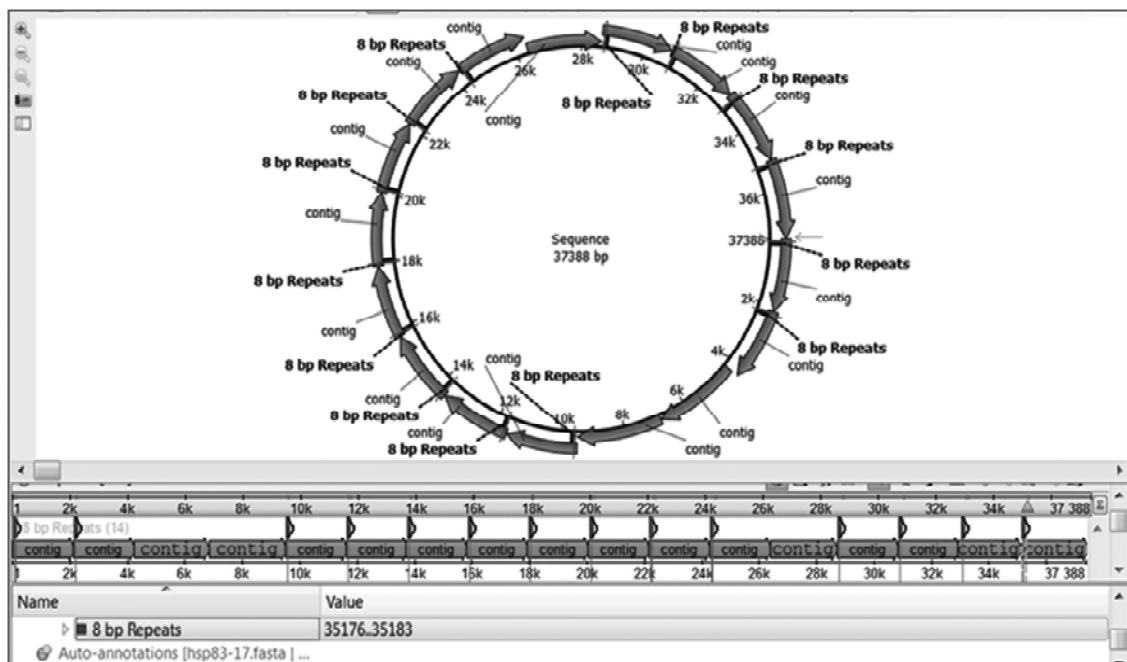 contig
8 bp Repeats
8 bp Repeats
contig
28k
26k
30k
contig
contig
8 bp Repeats
24k
8 bp Repeats
32k
contig
8 bp Repeats
contig
contig
22k
34k
8 bp Repeats
8 bp Repeats
20k
36k
contig
contig
Sequence
37388
37388 bp
18k
8 bp Repeats
8 bp Repeats
contig
2k
contig
16k
8 bp Repeats
4k
8 bp Repeats
contig
14k
contig
8 bp Repeats
contig
6k
12k
8 bp Repeats
10k
8k
contig
contig
8 bp Repeats
contig
1 2k 4k 6k 8k 10k 12k 14k 16k 18k 20k 22k 24k 26k 28k 30k 32k 34k 37 388
8 bp Repeats (14)
contig contig contig contig contig contig contig contig contig contig contig contig contig contig contig contig contig
1 2k 4k 6k 8k 10k 12k 14k 16k 18k 20k 22k 24k 26k 28k 30k 32k 34k 37 388
Name Value
8 bp Repeats 35176..35183
Auto-annotations [hsp83-17.fasta | ...